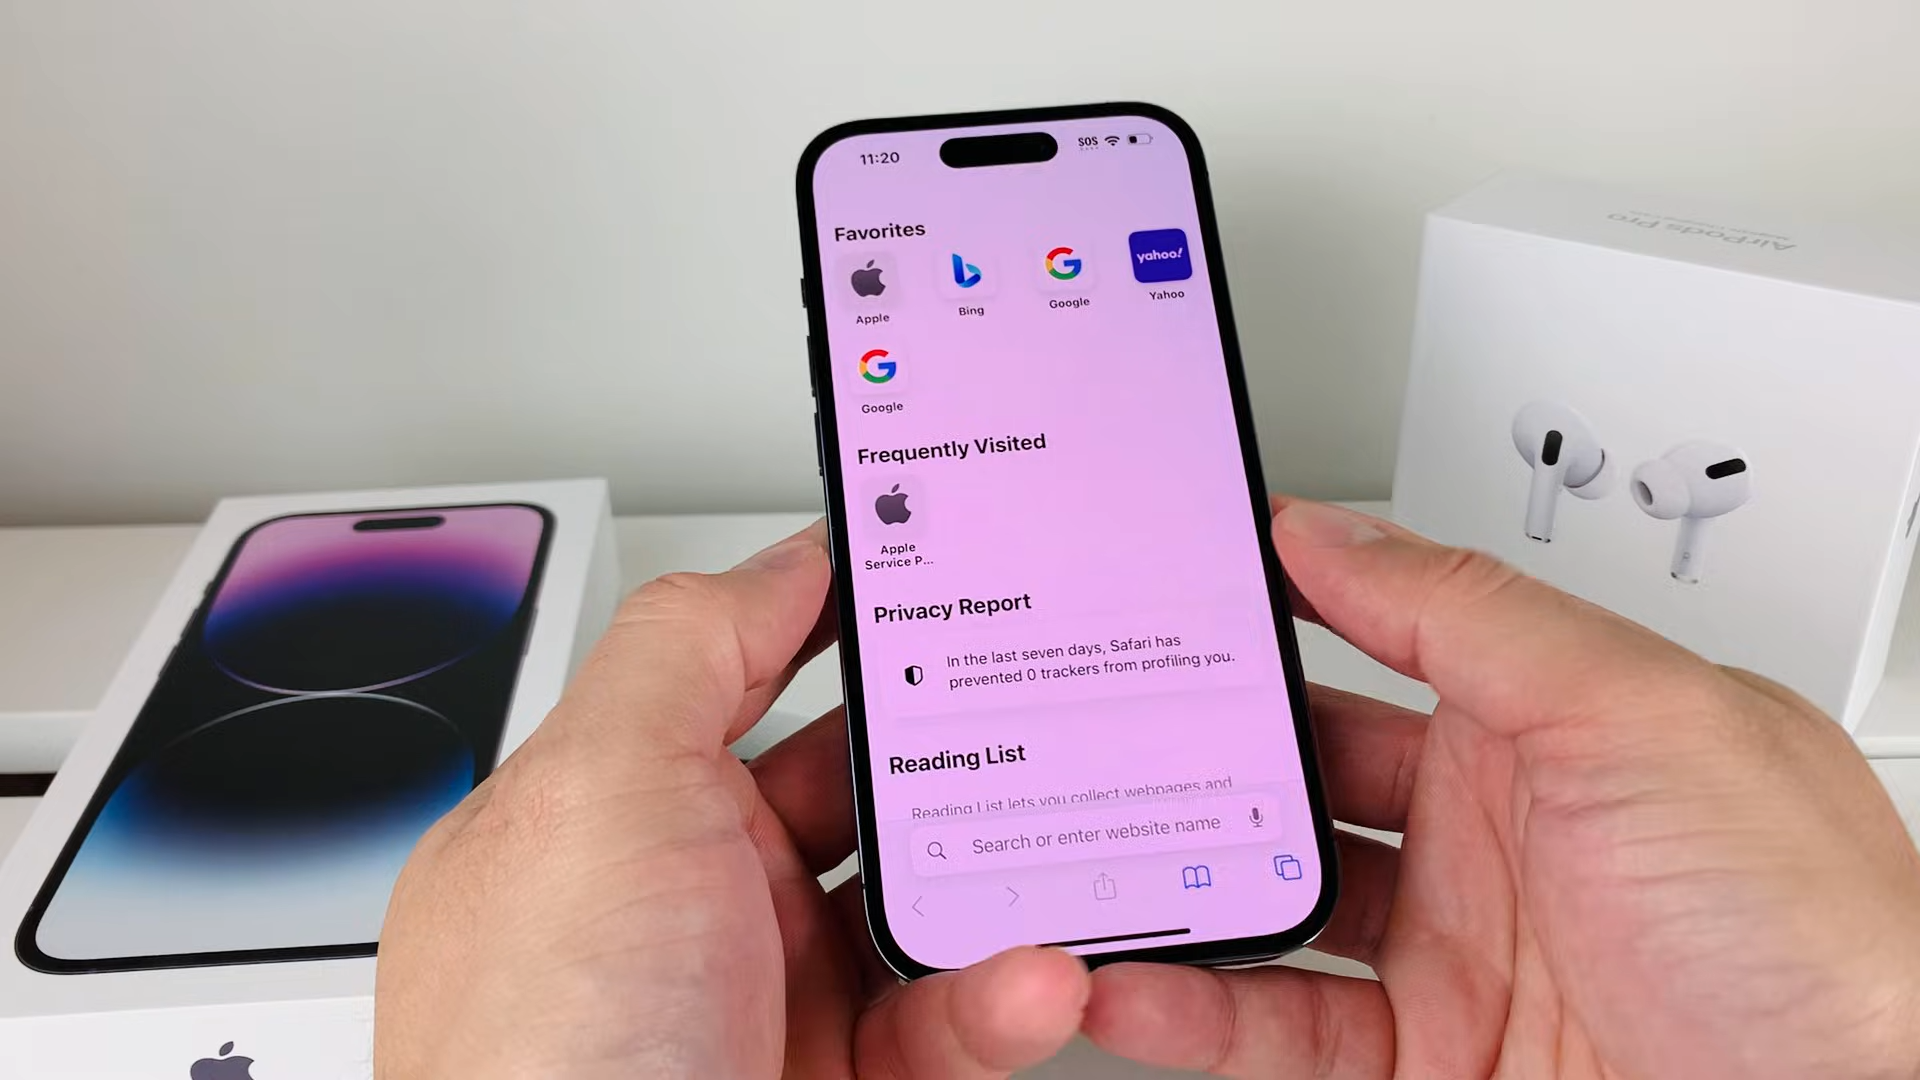 11:20
SOS
Favorites
yahoo!
Apple
Bing
Google
Yahoo
Google
Frequently Visited
Apple
Service P...
Privacy Report
In the last seven days, Safari has
prevented 0 trackers from profiling you.
Reading List
Reading List lets you collect webpages and
Search or enter website name
AirPods Pro